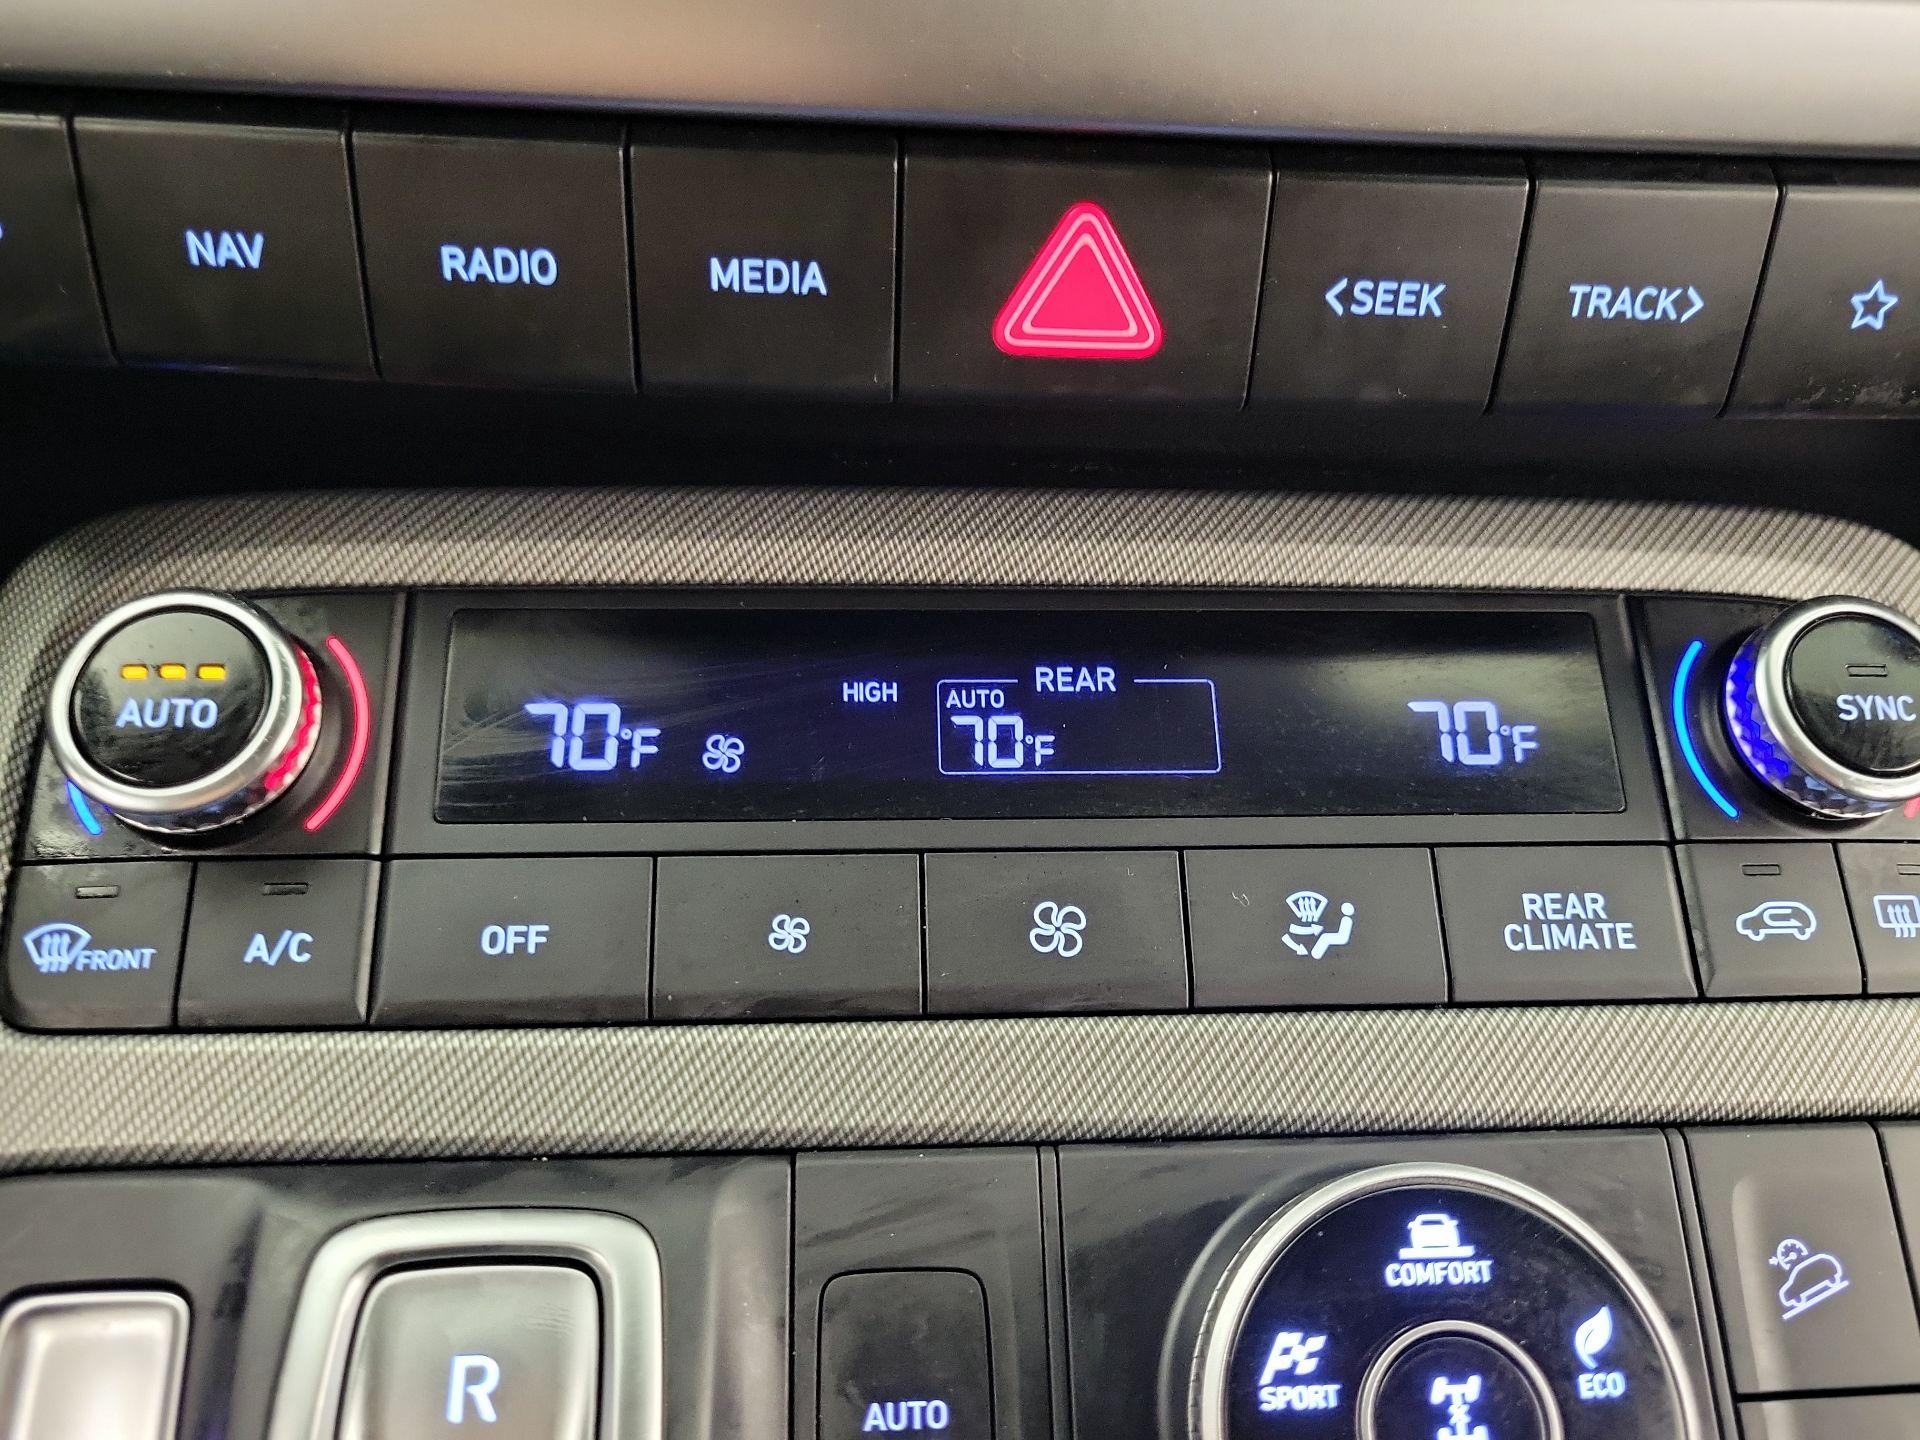 NAV
RADIO
MEDIA
<SEEK
TRACK>
AUTO
70°F
HIGH
REAR
AUTO
70°F
70°F
SYNC
FRONT
A/C
OFF
REAR
CLIMATE
R
AUTO
COMFORT
SPORT
ECO